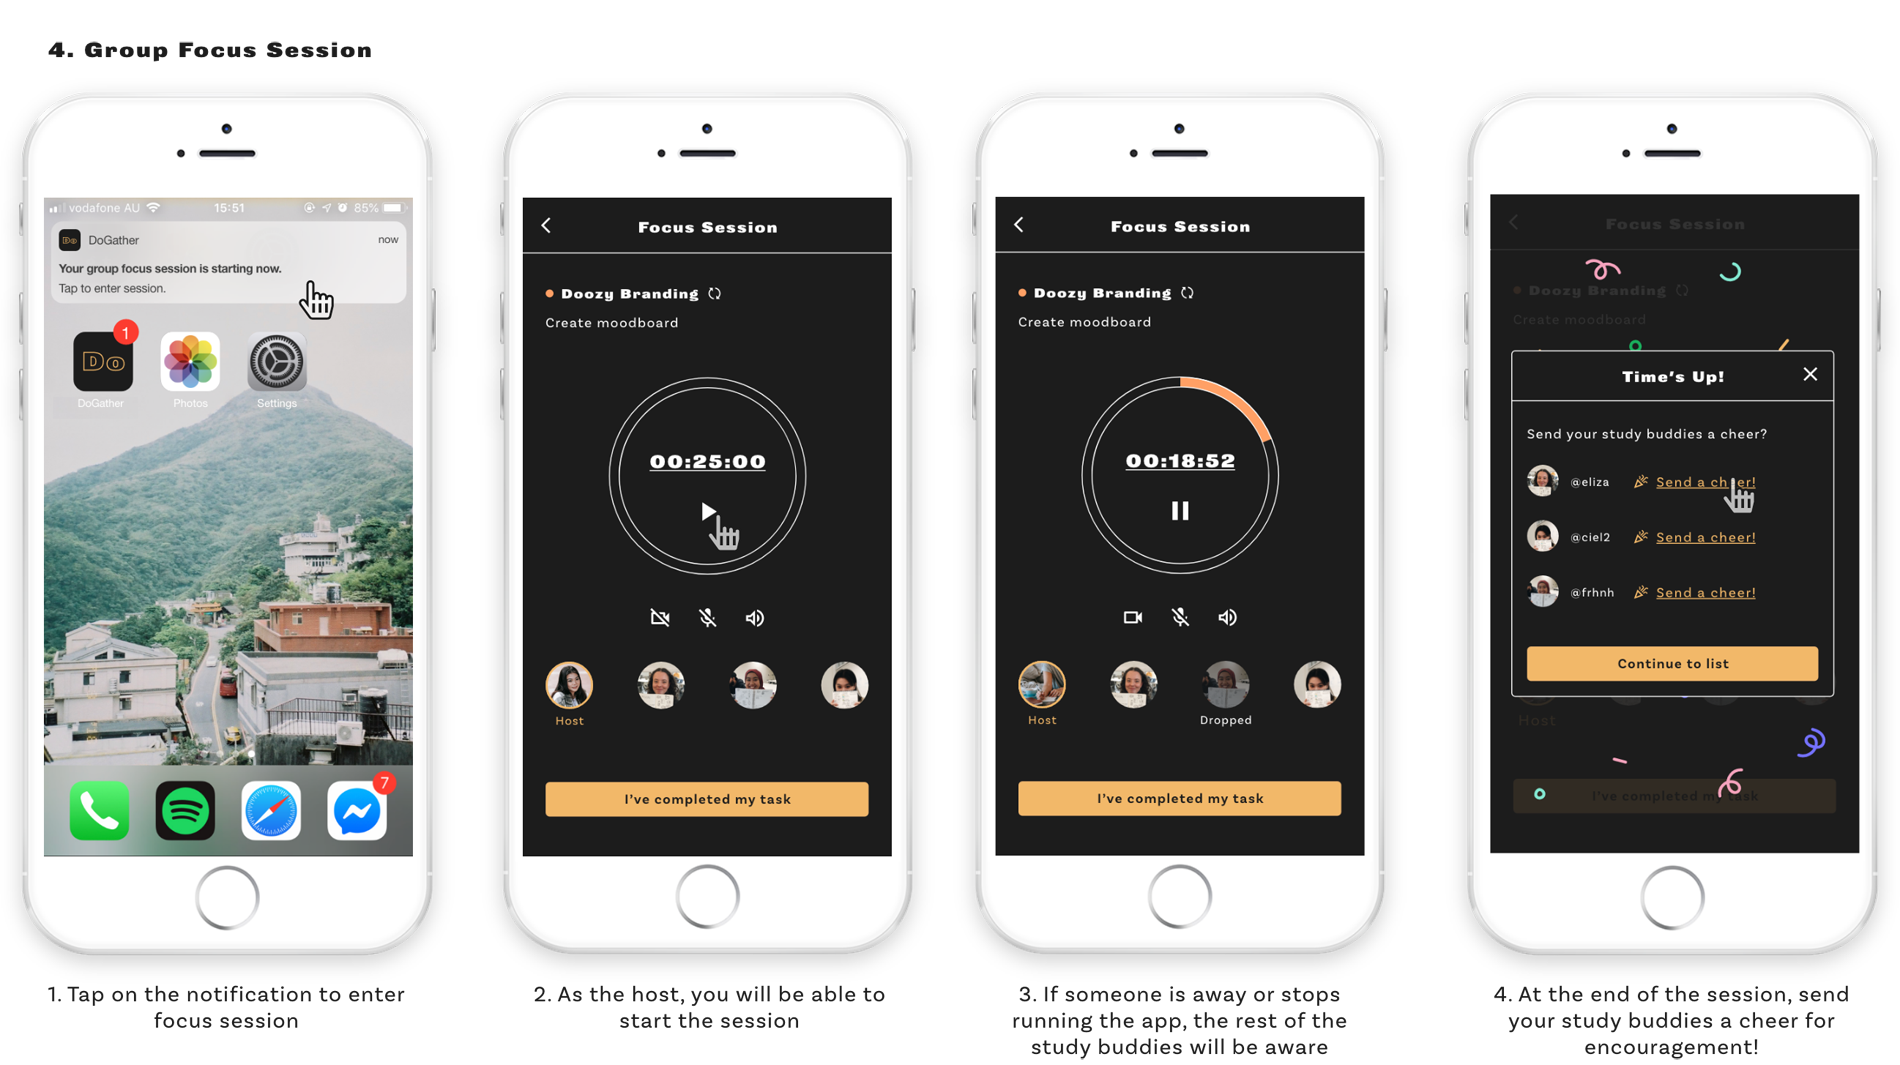 4. Group Focus Session
vodafone AU
15:51
85%
DoGather
now
Your group focus session is starting now.
Tap to enter session.
1
Do
DoGather
Photos
Settings
7
1. Tap on the notification to enter
focus session
Focus Session
Doozy Branding
Create moodboard
00:25:00
Host
I've completed my task
2. As the host, you will be able to
start the session
Focus Session
Doozy Branding
Create moodboard
00:18:52
Host
Dropped
I've completed my task
3. If someone is away or stops
running the app, the rest of the
study buddies will be aware
Focus Session
Doozy Branding
Create moodboard
Time's Up!
Send your study buddies a cheer?
@eliza
Send a cheer!
@ciel2
Send a cheer!
@frhnh
Send a cheer!
Continue to list
Host
I've completed my task
4. At the end of the session, send
your study buddies a cheer for
encouragement!